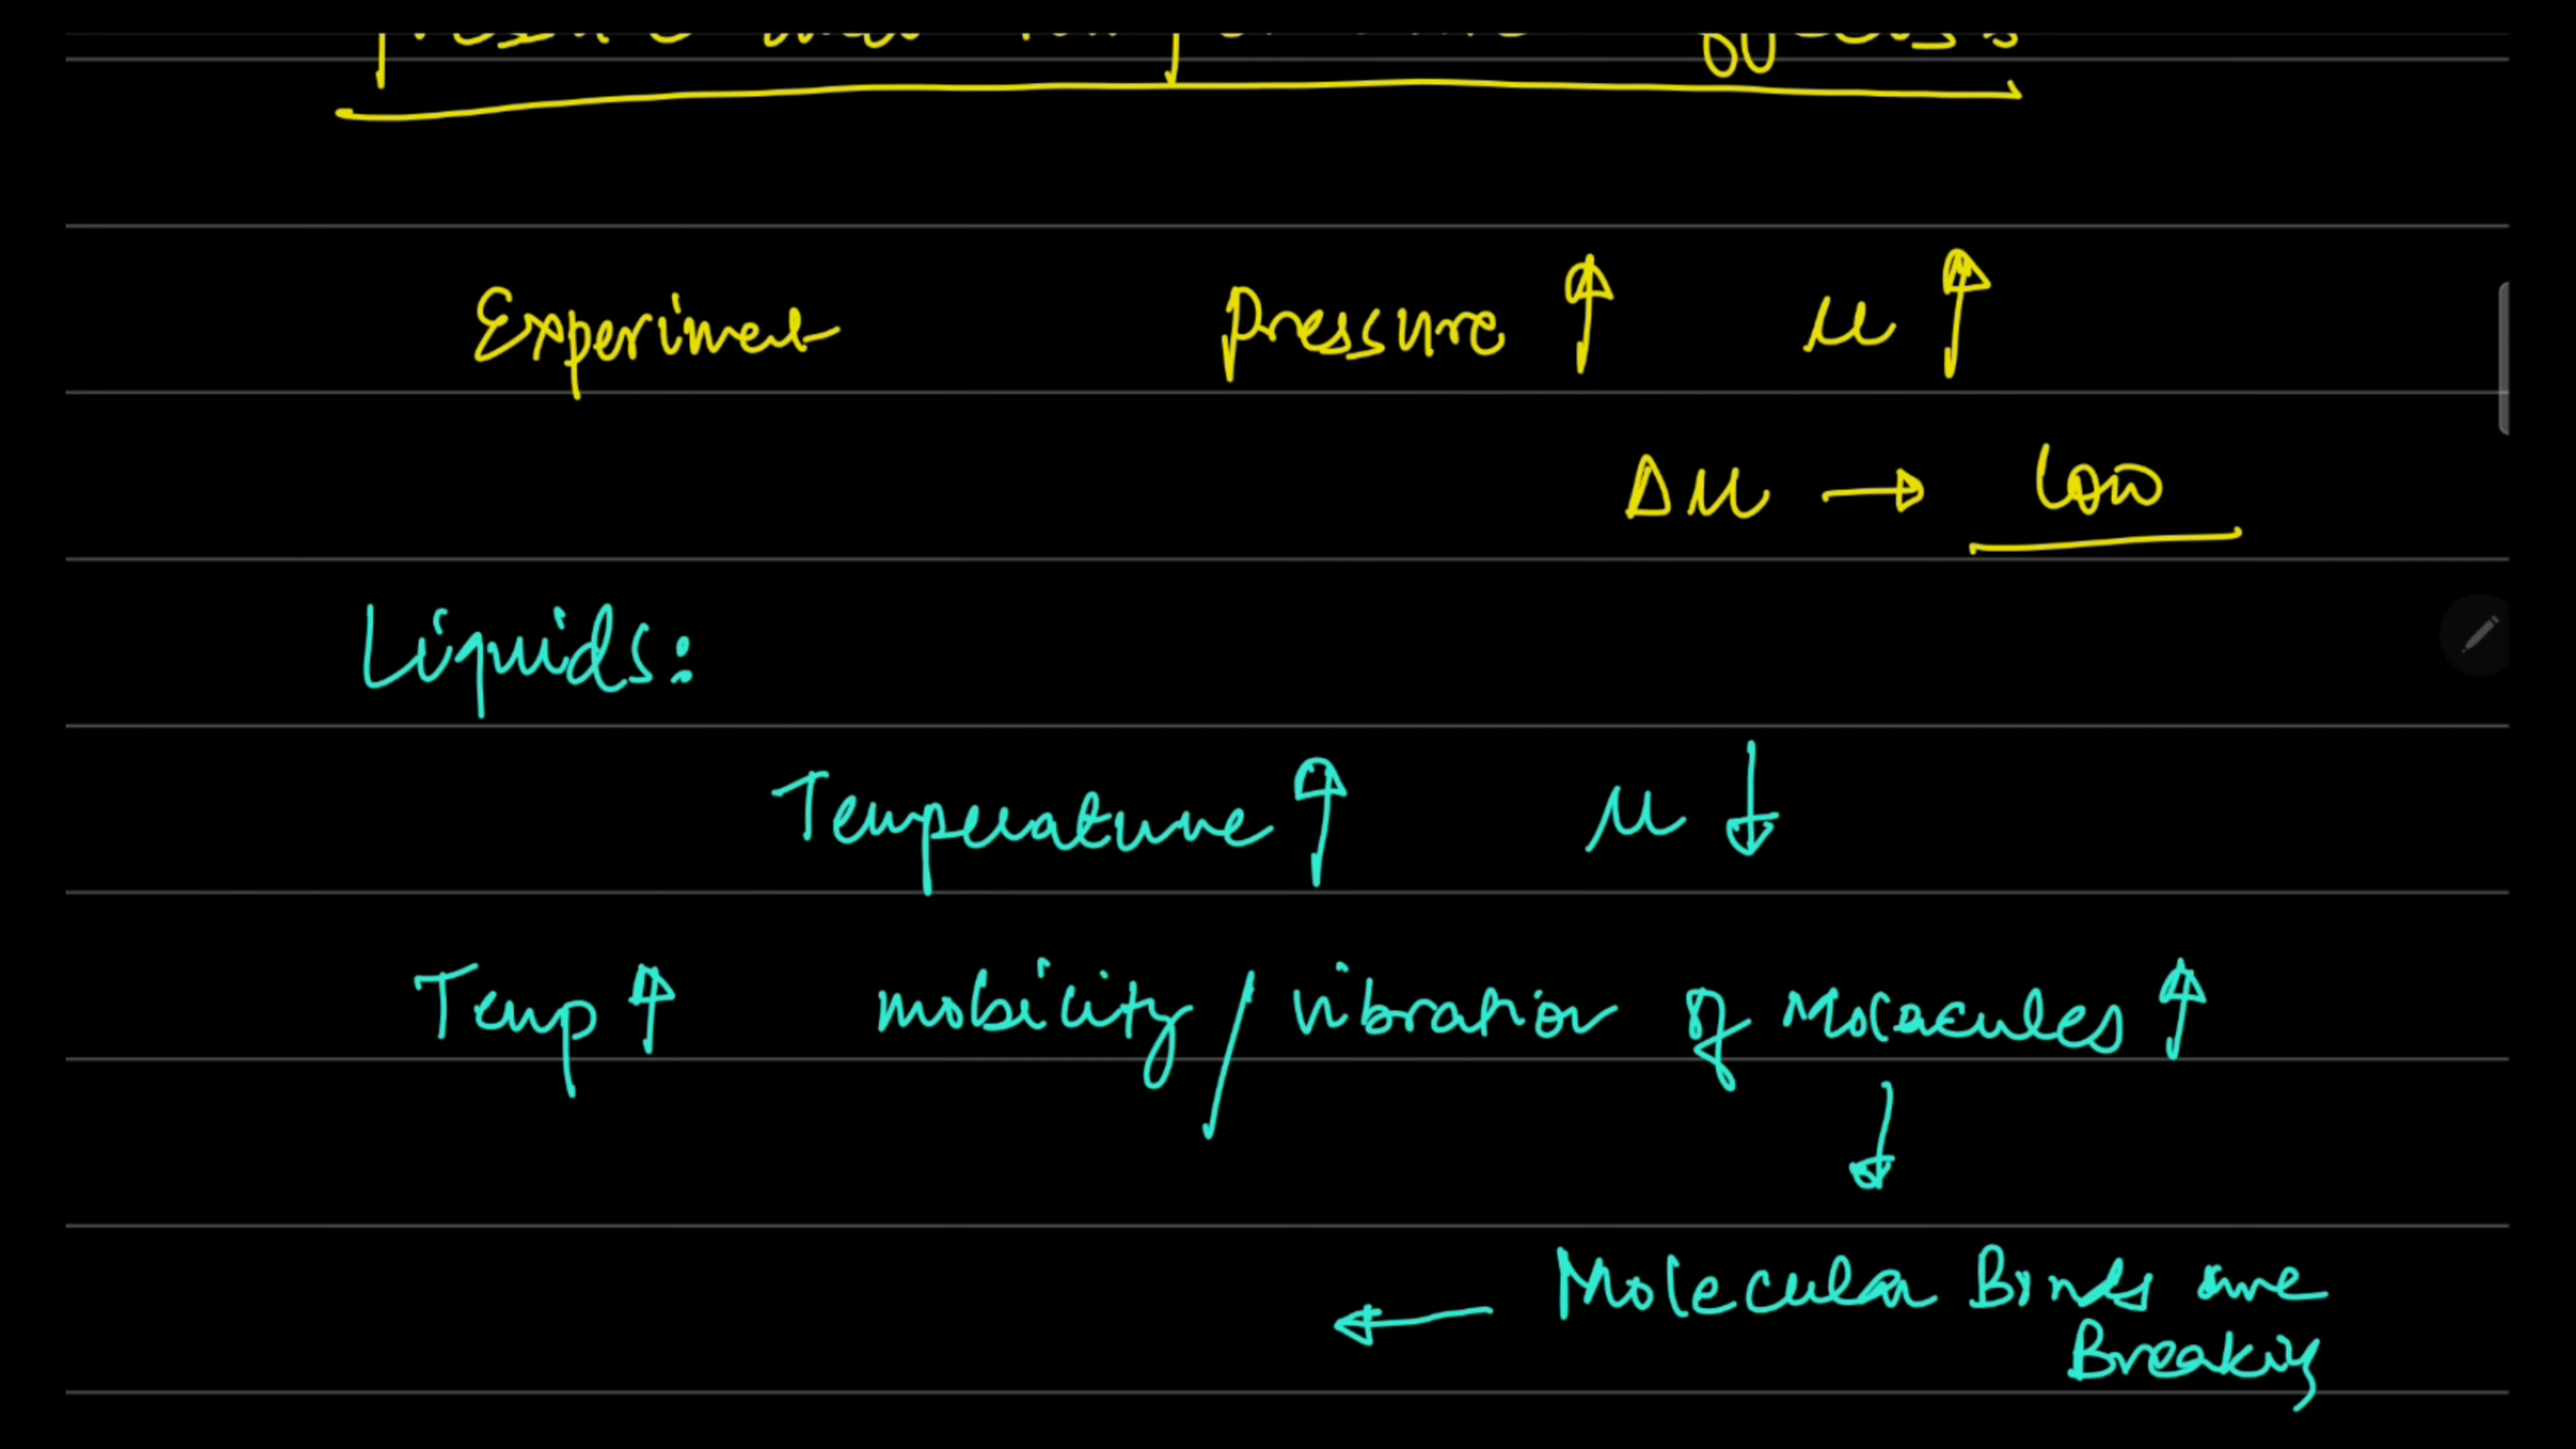 Experiment Pressure ↑ μ ↑
Δμ → Low
Liquids:
Temperature ↑ μ ↓
Temp ↑ mobility/vibration of Molecules ↑
↓
← Molecular Bonds are
Breaking